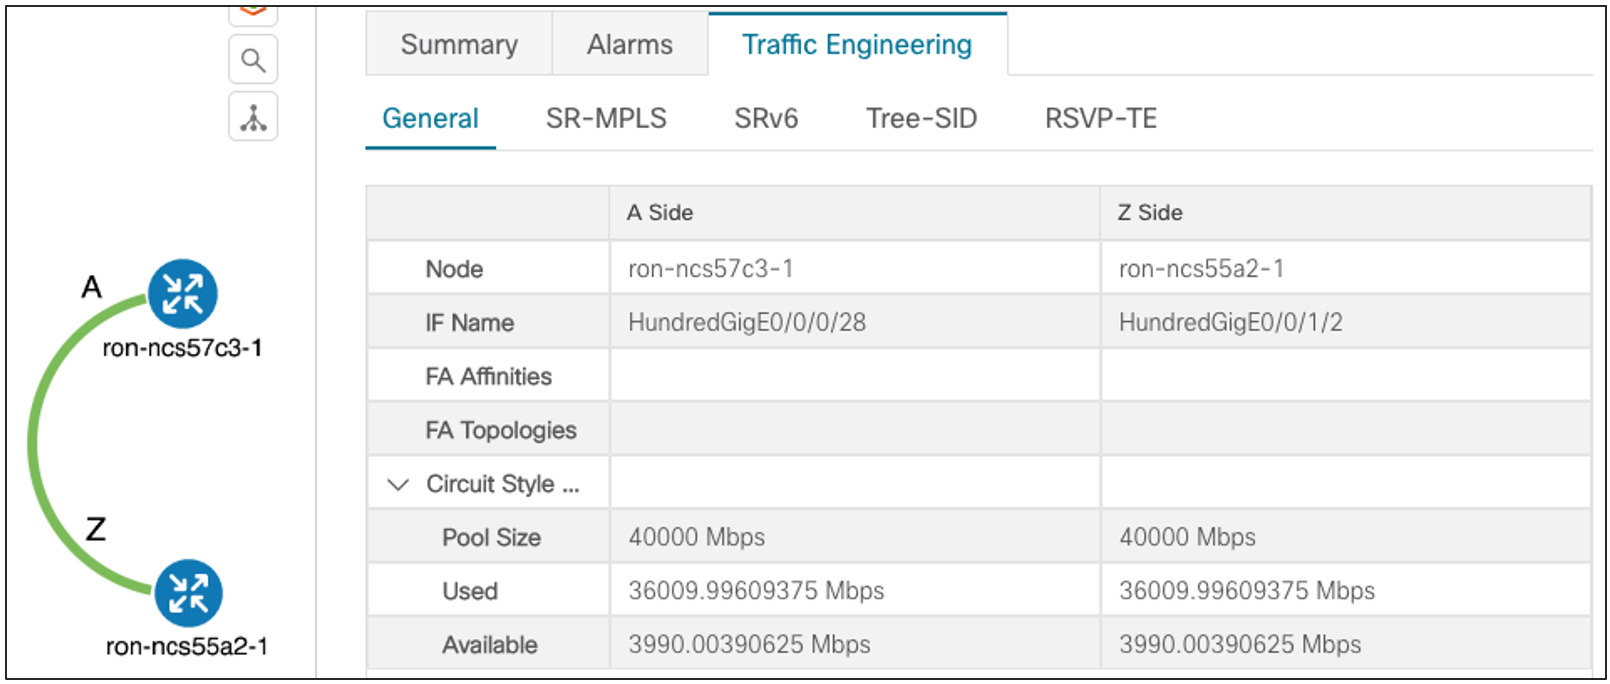 Summary Alarms Traffic Engineering
General SR-MPLS SRv6 Tree-SID RSVP-TE
A Side Z Side
Node ron-ncs57c3-1 ron-ncs55a2-1
IF Name HundredGigE0/0/0/28 HundredGigE0/0/1/2
FA Affinities
FA Topologies
Circuit Style ...
Pool Size 40000 Mbps 40000 Mbps
Used 36009.99609375 Mbps 36009.99609375 Mbps
Available 3990.00390625 Mbps 3990.00390625 Mbps
A
ron-ncs57c3-1
Z
ron-ncs55a2-1